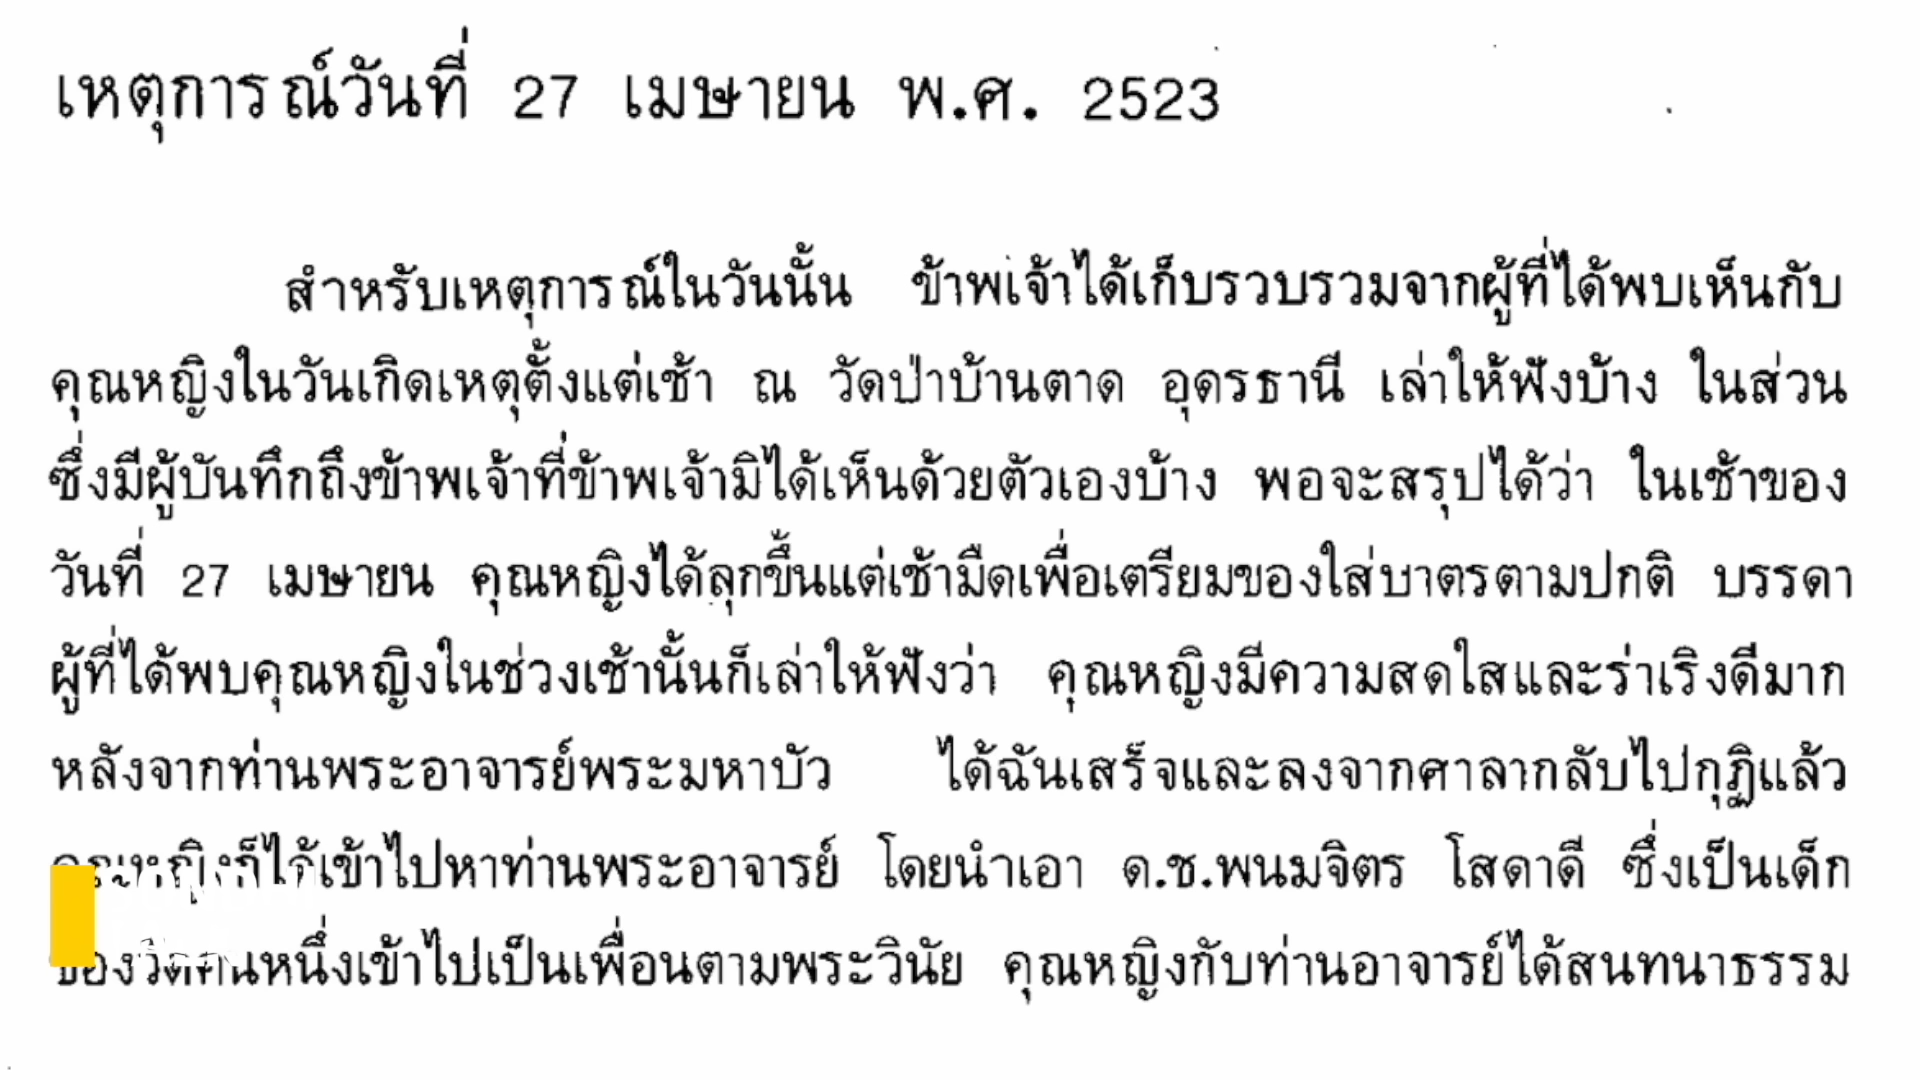 เหตุการณ์วันที่ 27 เมษายน พ.ศ. 2523
สำหรับเหตุการณ์ในวันนั้น ข้าพเจ้าได้เก็บรวบรวมจากผู้ที่ได้พบเห็นกับ
คุณหญิงในวันเกิดเหตุตั้งแต่เช้า ณ วัดป่าบ้านตาด อุดรธานี เล่าให้ฟังบ้าง ในส่วน
ซึ่งมีผู้บันทึกถึงข้าพเจ้าที่ข้าพเจ้ามิได้เห็นด้วยตัวเองบ้าง พอจะสรุปได้ว่า ในเช้าของ
วันที่ 27 เมษายน คุณหญิงได้ลุกขึ้นแต่เช้ามืดเพื่อเตรียมของใส่บาตรตามปกติ บรรดา
ผู้ที่ได้พบคุณหญิงในช่วงเช้านั้นก็เล่าให้ฟังว่า คุณหญิงมีความสดใสและร่าเริงดีมาก
หลังจากท่านพระอาจารย์พระมหาบัว ได้ฉันเสร็จและลงจากศาลากลับไปกุฏิแล้ว
คุณหญิงก็ได้เข้าไปหาท่านพระอาจารย์ โดยนำเอา ด.ช.พนมจิตร โสดาดี ซึ่งเป็นเด็ก
ของวัดคนหนึ่งเข้าไปเป็นเพื่อนตามพระวินัย คุณหญิงกับท่านอาจารย์ได้สนทนาธรรม